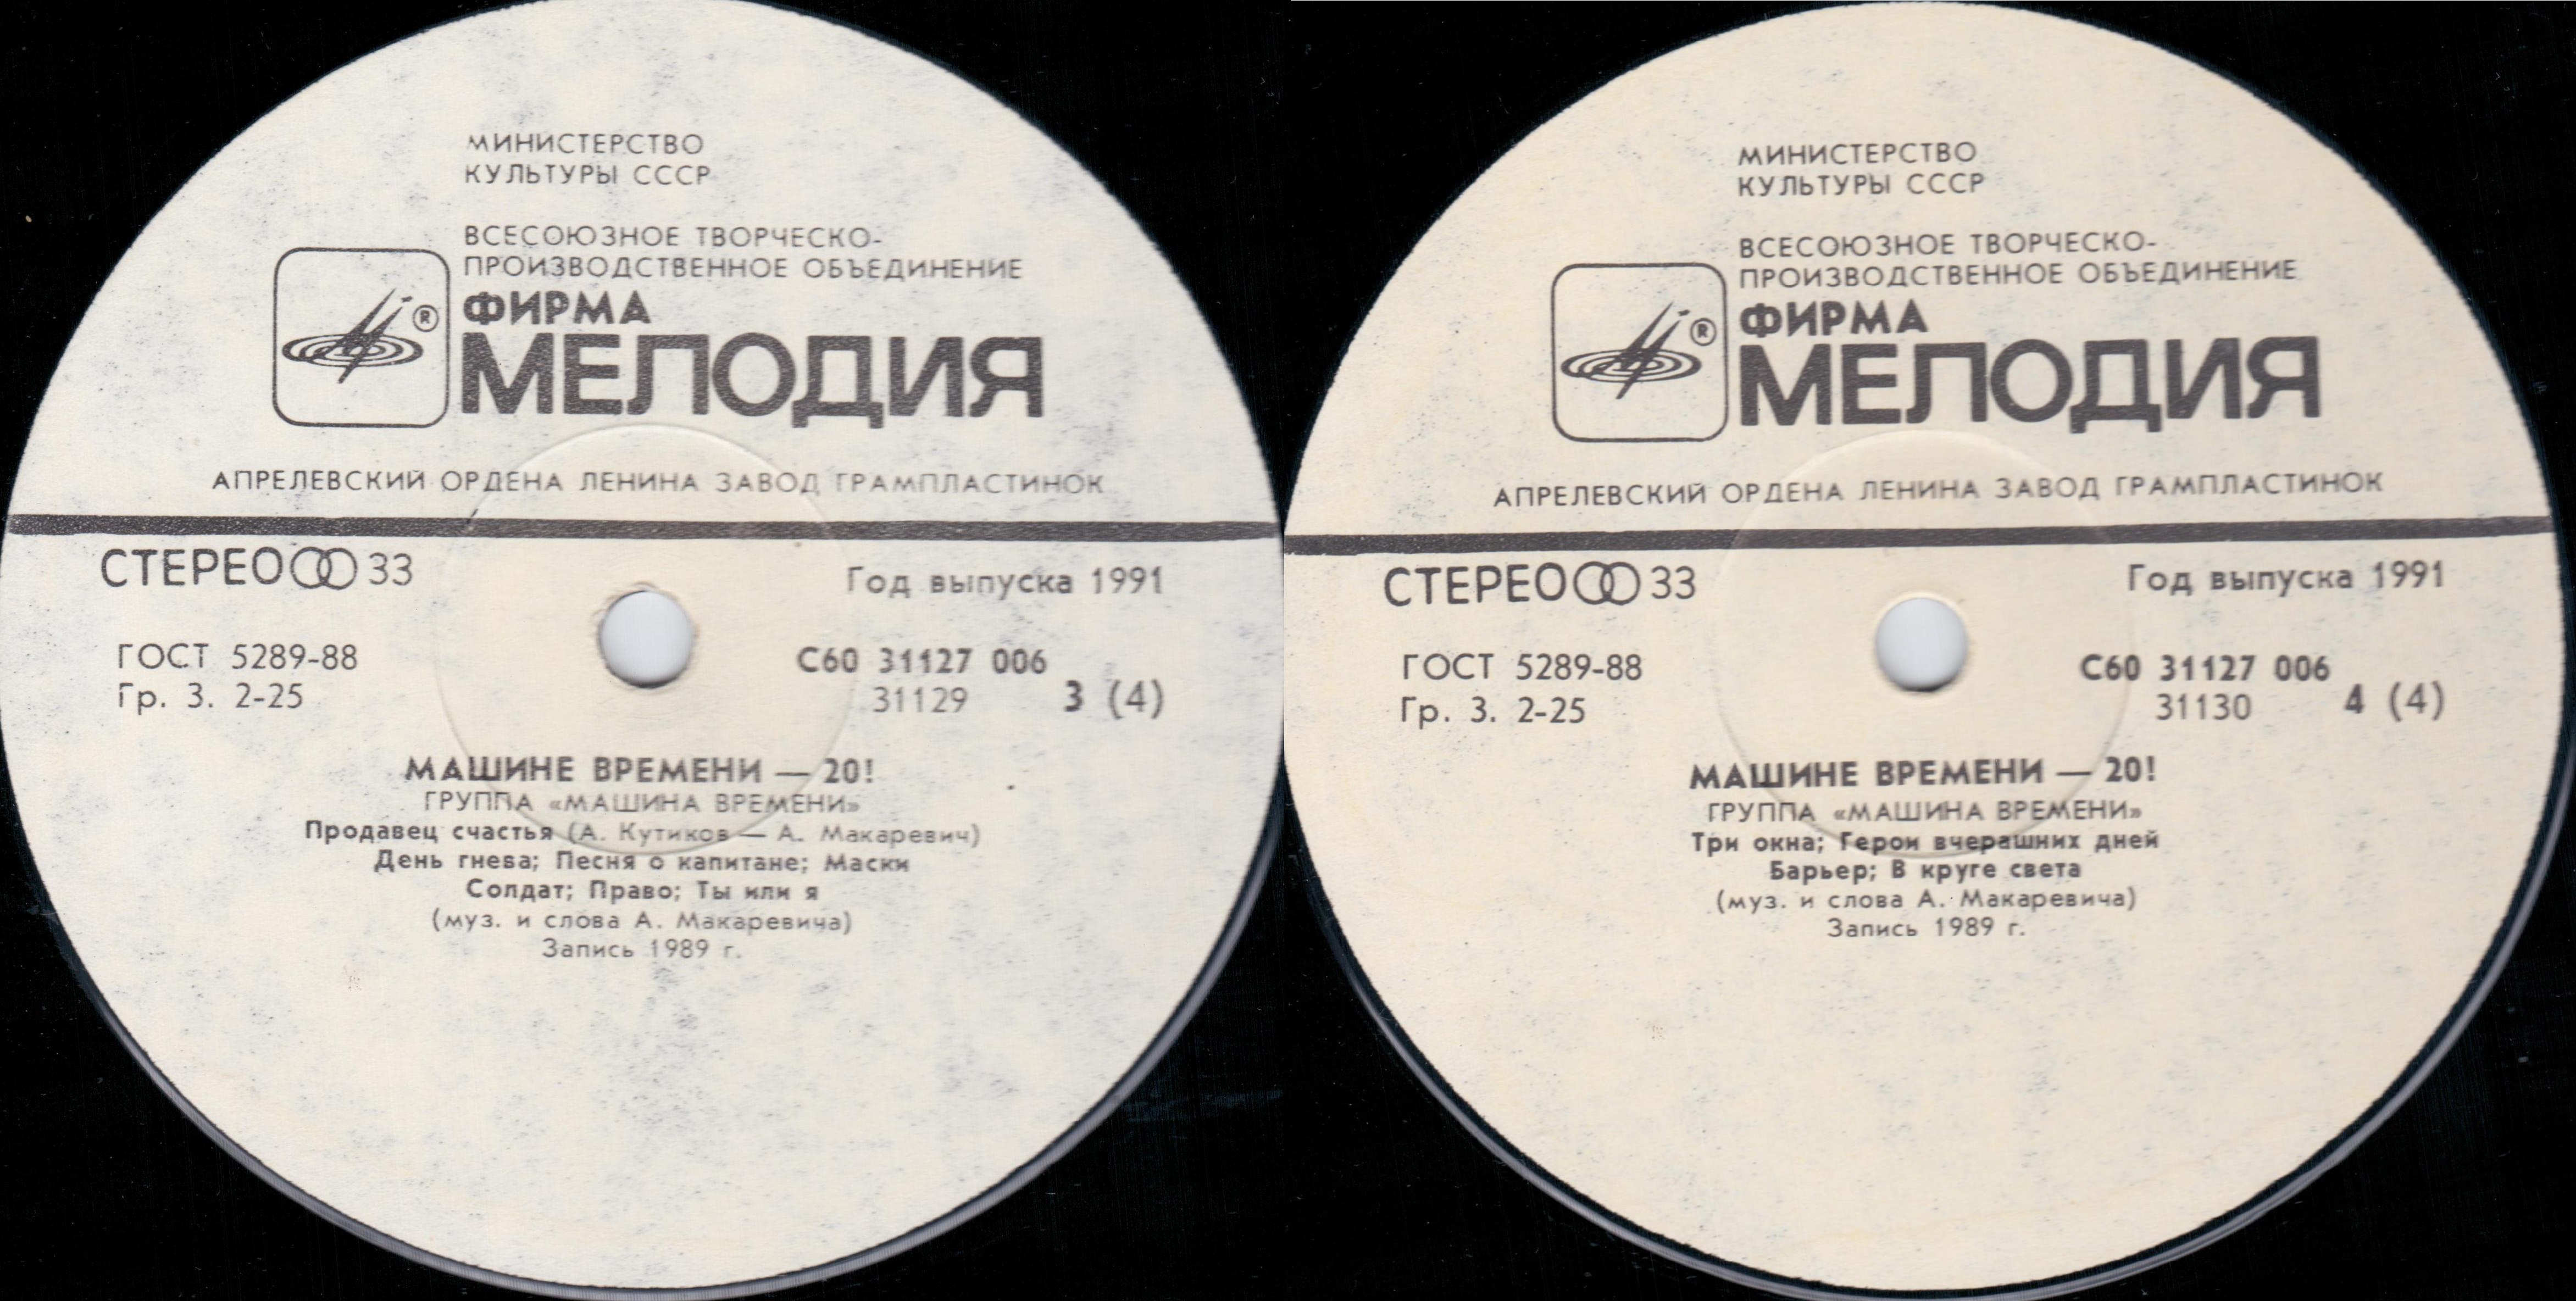 МИНИСТЕРСТВО
КУЛЬТУРЫ СССР
ВСЕСОЮЗНОЕ ТВОРЧЕСКО-
ПРОИЗВОДСТВЕННОЕ ОБЪЕДИНЕНИЕ
ФИРМА
®
МЕЛОДИЯ
АПРЕЛЕВСКИЙ ОРДЕНА ЛЕНИНА ЗАВОД ГРАМПЛАСТИНОК
СТЕРЕО 33
Год выпуска 1991
ГОСТ 5289-88
С60 31127 006
Гр. 3. 2-25
31129 3 (4)
МАШИНЕ ВРЕМЕНИ — 20!
ГРУППА «МАШИНА ВРЕМЕНИ»
Продавец счастья (А. Кутиков — А. Макаревич)
День гнева; Песня о капитане; Маски
Солдат; Право; Ты или я
(муз. и слова А. Макаревича)
Запись 1989 г.
МИНИСТЕРСТВО
КУЛЬТУРЫ СССР
ВСЕСОЮЗНОЕ ТВОРЧЕСКО-
ПРОИЗВОДСТВЕННОЕ ОБЪЕДИНЕНИЕ
ФИРМА
®
МЕЛОДИЯ
АПРЕЛЕВСКИЙ ОРДЕНА ЛЕНИНА ЗАВОД ГРАМПЛАСТИНОК
СТЕРЕО 33
Год выпуска 1991
ГОСТ 5289-88
С60 31127 006
Гр. 3. 2-25
31130 4 (4)
МАШИНЕ ВРЕМЕНИ — 20!
ГРУППА «МАШИНА ВРЕМЕНИ»
Три окна; Герои вчерашних дней
Барьер; В круге света
(муз. и слова А. Макаревича)
Запись 1989 г.